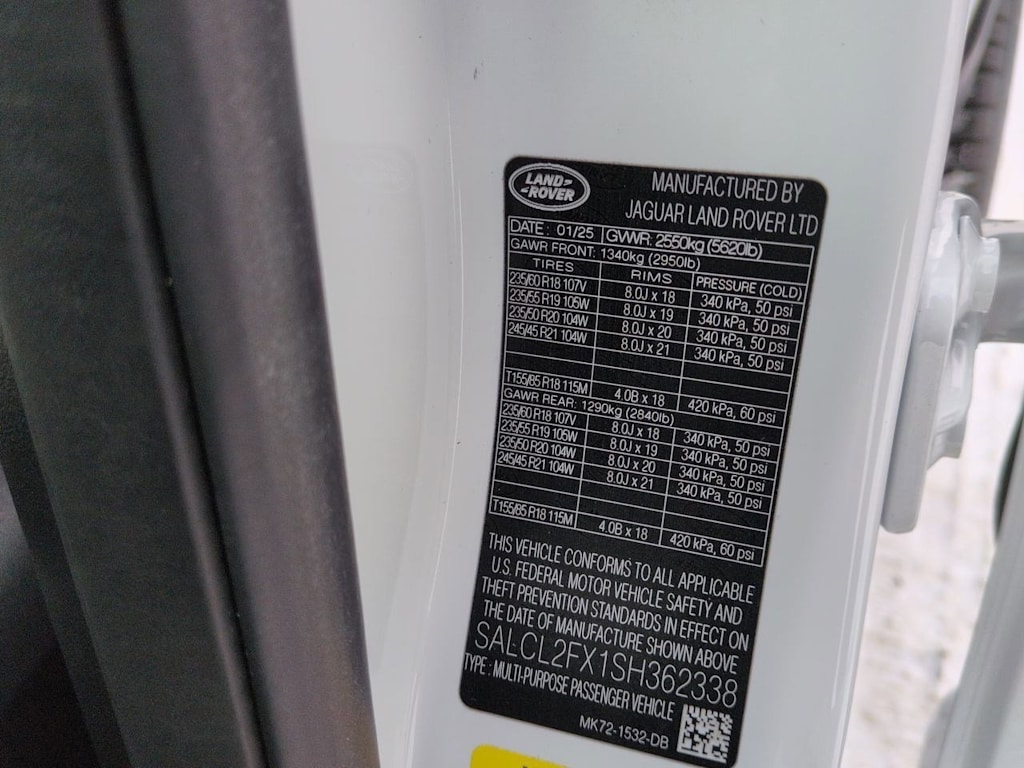 LAND
ROVER
MANUFACTURED BY
JAGUAR LAND ROVER LTD
DATE : 01/25 GVWR: 2550kg (5620lb)
GAWR FRONT: 1340kg (2950lb)
TIRES RIMS PRESSURE (COLD)
235/60 R18 107V 8.0J x 18 340 kPa, 50 psi
235/55 R19 105W 8.0J x 19 340 kPa, 50 psi
235/50 R20 104W 8.0J x 20 340 kPa, 50 psi
245/45 R21 104W 8.0J x 21 340 kPa, 50 psi
T155/85 R18 115M 4.0B x 18 420 kPa, 60 psi
GAWR REAR: 1290kg (2840lb)
235/60 R18 107V 8.0J x 18 340 kPa, 50 psi
235/55 R19 105W 8.0J x 19 340 kPa, 50 psi
235/50 R20 104W 8.0J x 20 340 kPa, 50 psi
245/45 R21 104W 8.0J x 21 340 kPa, 50 psi
T155/85 R18 115M 4.0B x 18 420 kPa, 60 psi
THIS VEHICLE CONFORMS TO ALL APPLICABLE
U.S. FEDERAL MOTOR VEHICLE SAFETY AND
THEFT PREVENTION STANDARDS IN EFFECT ON
THE DATE OF MANUFACTURE SHOWN ABOVE
SALCL2FX1SH362338
TYPE : MULTI-PURPOSE PASSENGER VEHICLE
MK72-1532-DB